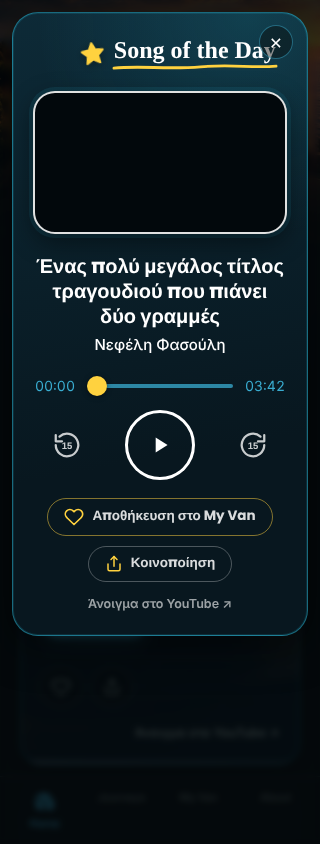 ⭐ Song of the Day
Ένας πολύ μεγάλος τίτλος
τραγουδιού που πιάνει
δύο γραμμές
Νεφέλη Φασούλη
00:00 03:42
15 15
Αποθήκευση στο My Van
Κοινοποίηση
Άνοιγμα στο YouTube ↗